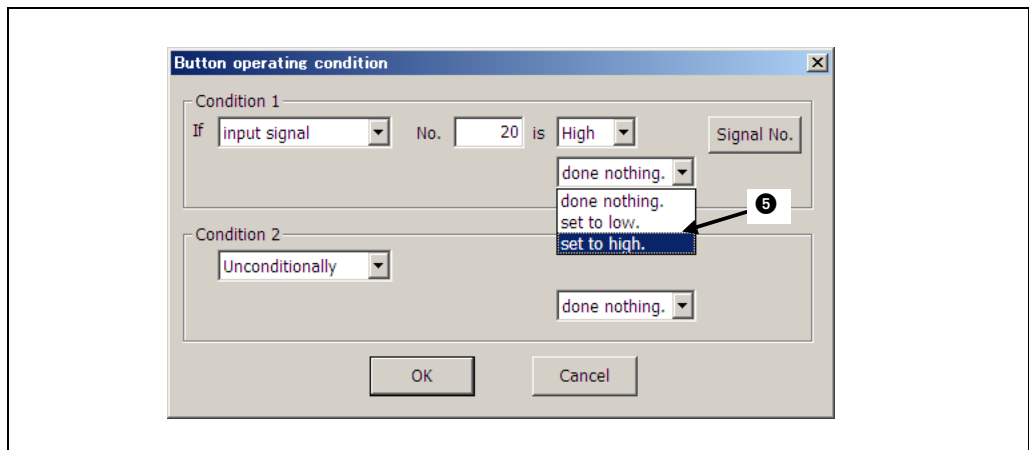 Button operating condition
Condition 1
If input signal No. 20 is High Signal No.
done nothing.
done nothing.
set to low.
❺
set to high.
Condition 2
Unconditionally
done nothing.
OK Cancel